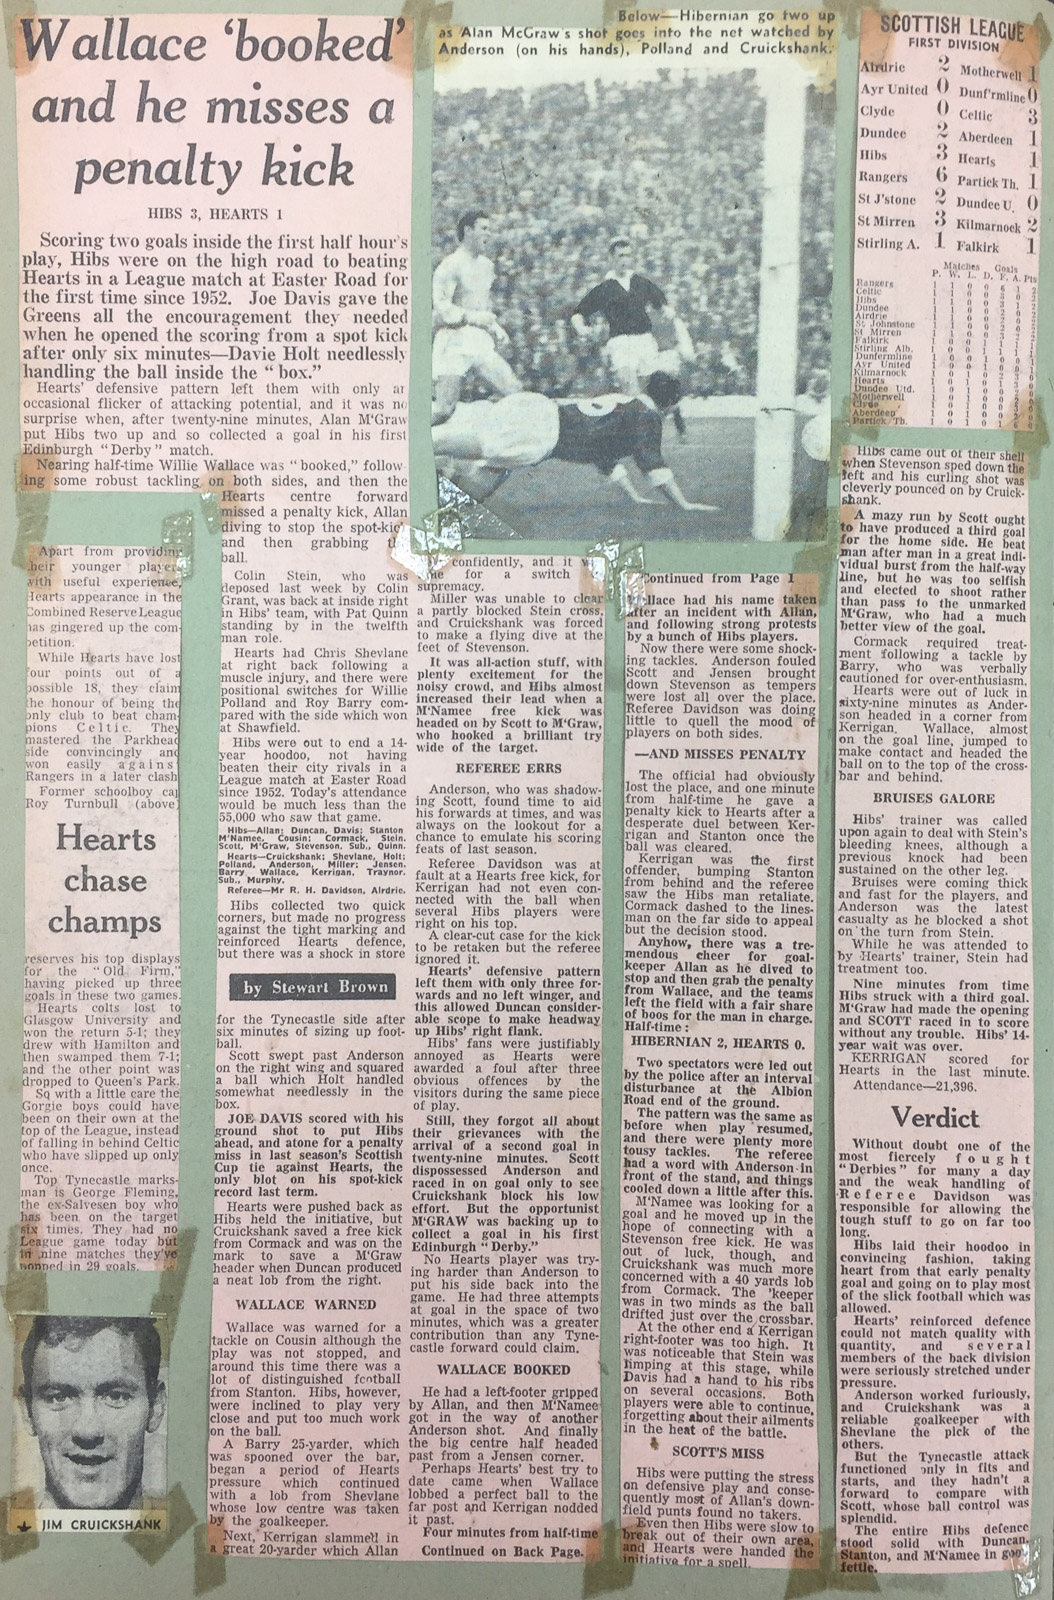 Wallace 'booked'
and he misses a
penalty kick
HIBS 3, HEARTS 1
Scoring two goals inside the first half hour's
play, Hibs were on the high road to beating
Hearts in a League match at Easter Road for
the first time since 1952. Joe Davis gave the
Greens all the encouragement they needed
when he opened the scoring from a spot kick
after only six minutes—Davie Holt needlessly
handling the ball inside the "box."
Hearts' defensive pattern left them with only
occasional flicker of attacking potential, and it was
surprise when, after twenty-nine minutes, Alan M'Graw
put Hibs two up and so collected a goal in his first
Edinburgh "Derby" match.
Nearing half-time Willie Wallace was "booked," follow-
ing some robust tackling on both sides, and then the
Hearts centre forward
missed a penalty kick, Allan
diving to stop the spot-kick
and then grabbing
ball.
Colin Stein, who was
deposed last week by Colin
Grant, was back at inside right
in Hibs' team, with Pat Quinn
standing by in the twelfth
man role.
Hearts had Chris Shevlane
at right back following a
muscle injury, and there were
positional switches for Willie
Polland and Roy Barry com-
pared with the side which won
at Shawfield.
Hibs were out to end a 14-
year hoodoo, not having
beaten their city rivals in a
League match at Easter Road
since 1952. Today's attendance
would be much less than the
55,000 who saw that game.
Hibs—Allan; Duncan, Davis; Stanton
M'Namee, Cousin; Cormack, Stein,
Scott, M'Graw, Stevenson. Sub., Quinn.
Hearts—Cruickshank; Shevlane, Holt;
Polland, Anderson, Miller; Jensen,
Barry, Wallace, Kerrigan, Traynor.
Sub., Murphy.
Referee—Mr R. H. Davidson, Airdrie.
Hibs collected two quick
corners, but made no progress
against the tight marking and
reinforced Hearts defence,
but there was a shock in store
by Stewart Brown
for the Tynecastle side after
six minutes of sizing up foot-
ball.
Scott swept past Anderson
on the right wing and squared
a ball which Holt handled
somewhat needlessly in the
box.
JOE DAVIS scored with his
ground shot to put Hibs
ahead, and atone for a penalty
miss in last season's Scottish
Cup tie against Hearts, the
only blot on his spot-kick
record last term.
Hearts were pushed back as
Hibs held the initiative, but
Cruickshank saved a free kick
from Cormack and was on the
mark to save a M'Graw
header when Duncan produced
a neat lob from the right.
WALLACE WARNED
Wallace was warned for a
tackle on Cousin although the
play was not stopped, and
around this time there was a
lot of distinguished football
from Stanton. Hibs, however,
were inclined to play very
close and put too much work
on the ball.
A Barry 25-yarder, which
was spooned over the bar,
began a period of Hearts
pressure which continued
with a lob from Shevlane
whose low centre was taken
by the goalkeeper.
Next, Kerrigan slammed in
a great 20-yarder which Allan
confidently, and it
for a switch
supremacy.
Miller was unable to clear
a partly blocked Stein cross,
and Cruickshank was forced
to make a flying dive at the
feet of Stevenson.
It was all-action stuff, with
plenty excitement for the
noisy crowd, and Hibs almost
increased their lead when a
M'Namee free kick was
headed on by Scott to M'Graw,
who hooked a brilliant try
wide of the target.
REFEREE ERRS
Anderson, who was shadow-
ing Scott, found time to aid
his forwards at times, and was
always on the lookout for a
chance to emulate his scoring
feats of last season.
Referee Davidson was at
fault at a Hearts free kick, for
Kerrigan had not even con-
nected with the ball when
several Hibs players were
right on top.
A clear-cut case for the kick
to be retaken but the referee
ignored it.
Hearts' defensive pattern
left them with only three for-
wards and no left winger, and
this allowed Duncan consider-
able scope to make headway
up Hibs' right flank.
Hibs' fans were justifiably
annoyed as Hearts were
awarded a foul after three
obvious offences by the
visitors during the same piece
of play.
Still, they forgot all about
their grievances with the
arrival of a second goal in
twenty-nine minutes. Scott
dispossessed Anderson and
raced in on goal only to see
Cruickshank block his low
effort. But the opportunist
M'GRAW was backing up to
collect a goal in his first
Edinburgh "Derby."
No Hearts player was try-
ing harder than Anderson to
put his side back into the
game. He had three attempts
at goal in the space of two
minutes, which was a greater
contribution than any Tyne-
castle forward could claim.
WALLACE BOOKED
He had a left-footer gripped
by Allan, and then M'Namee
got in the way of another
Anderson shot. And finally
the big centre half headed
past from a Jensen corner.
Perhaps Hearts' best try to
date came when Wallace
lobbed a perfect ball to the
far post and Kerrigan nodded
it past.
Four minutes from half-time
Continued on Back Page.
Continued from Page 1
Wallace had his name taken
after an incident with Allan,
and following strong protests
by a bunch of Hibs players.
Now there were some shock-
ing tackles. Anderson fouled
Scott and Jensen brought
down Stevenson as tempers
were lost all over the place.
Referee Davidson was doing
little to quell the mood of
players on both sides.
—AND MISSES PENALTY
The official had obviously
lost the place, and one minute
from half-time he gave a
penalty kick to Hearts after a
desperate duel between Ker-
rigan and Stanton once the
ball was cleared.
Kerrigan was the first
offender, bumping Stanton
from behind and the referee
saw the Hibs man retaliate.
Cormack dashed to the lines-
man on the far side to appeal
but the decision stood.
Anyhow, there was a tre-
mendous cheer for goal-
keeper Allan as he dived to
stop and then grab the penalty
from Wallace, and the teams
left the field with a fair share
of boos for the man in charge.
Half-time :
HIBERNIAN 2, HEARTS 0.
Two spectators were led out
by the police after an interval
disturbance at the Albion
Road end of the ground.
The pattern was the same as
before when play resumed,
and there were plenty more
tousy tackles. The referee
had a word with Anderson in
front of the stand, and things
cooled down a little after this.
M'Namee was looking for a
goal and he moved up in the
hope of connecting with a
Stevenson free kick. He was
out of luck, though, and
Cruickshank was much more
concerned with a 40 yards lob
from Cormack. The 'keeper
was in two minds as the ball
drifted just over the crossbar.
At the other end a Kerrigan
right-footer was too high. It
was noticeable that Stein was
limping at this stage, while
Davis had a hand to his ribs
on several occasions. Both
players were able to continue,
forgetting about their ailments
in the heat of the battle.
SCOTT'S MISS
Hibs were putting the stress
on defensive play and conse-
quently most of Allan's down-
field punts found no takers.
Even then Hibs were slow to
break out of their own area,
and Hearts were handed the
initiative for a spell.
Hibs came out of their shell
when Stevenson sped down the
left and his curling shot was
cleverly pounced on by Cruick-
shank.
A mazy run by Scott ought
to have produced a third goal
for the home side. He beat
man after man in a great indi-
vidual burst from the half-way
line, but he was too selfish
and elected to shoot rather
than pass to the unmarked
M'Graw, who had a much
better view of the goal.
Cormack required treat-
ment following a tackle by
Barry, who was verbally
cautioned for over-enthusiasm.
Hearts were out of luck in
sixty-nine minutes as Ander-
son headed in a corner from
Kerrigan. Wallace, almost
on the goal line, jumped to
make contact and headed the
ball on to the top of the cross-
bar and behind.
BRUISES GALORE
Hibs' trainer was called
upon again to deal with Stein's
bleeding knees, although a
previous knock had been
sustained on the other leg.
Bruises were coming thick
and fast for the players, and
Anderson was the latest
casualty as he blocked a shot
on the turn from Stein.
While he was attended to
by Hearts' trainer, Stein had
treatment too.
Nine minutes from time
Hibs struck with a third goal.
M'Graw had made the opening
and SCOTT raced in to score
without any trouble. Hibs' 14-
year wait was over.
KERRIGAN scored for
Hearts in the last minute.
Attendance—21,396.
Verdict
Without doubt one of the
most fiercely fought
"Derbies" for many a day
and the weak handling of
Referee Davidson was
responsible for allowing the
tough stuff to go on far too
long.
Hibs laid their hoodoo in
convincing fashion, taking
heart from that early penalty
goal and going on to play most
of the slick football which was
allowed.
Hearts' reinforced defence
could not match quality with
quantity, and several
members of the back division
were seriously stretched under
pressure.
Anderson worked furiously,
and Cruickshank was a
reliable goalkeeper with
Shevlane the pick of the
others.
But the Tynecastle attack
functioned only in fits and
starts, and they hadn't a
forward to compare with
Scott, whose ball control was
splendid.
The entire Hibs defence
stood solid with Duncan,
Stanton, and M'Namee in
fettle.
Below—Hibernian go two up
as Alan McGraw's shot goes into the net watched by
Anderson (on his hands), Polland and Cruickshank.
SCOTTISH LEAGUE
FIRST DIVISION
Airdrie 2 Motherwell 1
Ayr United 0 Dunf'rmline 0
Clyde 0 Celtic 3
Dundee 2 Aberdeen 1
Hibs 3 Hearts 1
Rangers 6 Partick Th. 1
St J'stone 2 Dundee U. 0
St Mirren 3 Kilmarnock 2
Stirling A. 1 Falkirk 1
Matches Goals
P. W. L. D. F. A. Pts
Rangers
Celtic
Hibs
Dundee
Airdrie
St Johnstone
St Mirren
Falkirk
Stirling Alb.
Dunfermline
Ayr United
Kilmarnock
Hearts
Dundee Utd.
Motherwell
Clyde
Aberdeen
Partick Th.
Apart from providing
their younger players
with useful experience,
Hearts appearance in the
Combined Reserve League
has gingered up the com-
petition.
While Hearts have lost
four points out of a
possible 18, they claim
the honour of being the
only club to beat cham-
pions Celtic. They
mastered the Parkhead
side convincingly and
won easily against
Rangers in a later clash
Former schoolboy cap
Roy Turnbull (above)
Hearts
chase
champs
reserves his top displays
for the "Old Firm,"
having picked up three
goals in these two games.
Hearts colts lost to
Glasgow University and
won the return 5-1; they
drew with Hamilton and
then swamped them 7-1;
and the other point was
dropped to Queen's Park.
So with a little care the
Gorgie boys could have
been on their own at the
top of the League, instead
of falling in behind Celtic
who have slipped up only
once.
Top Tynecastle marks-
man is George Fleming,
the ex-Salvesen boy who
has been on the target
six times. They had no
League game today but
in nine matches they've
popped in 29 goals.
★ JIM CRUICKSHANK